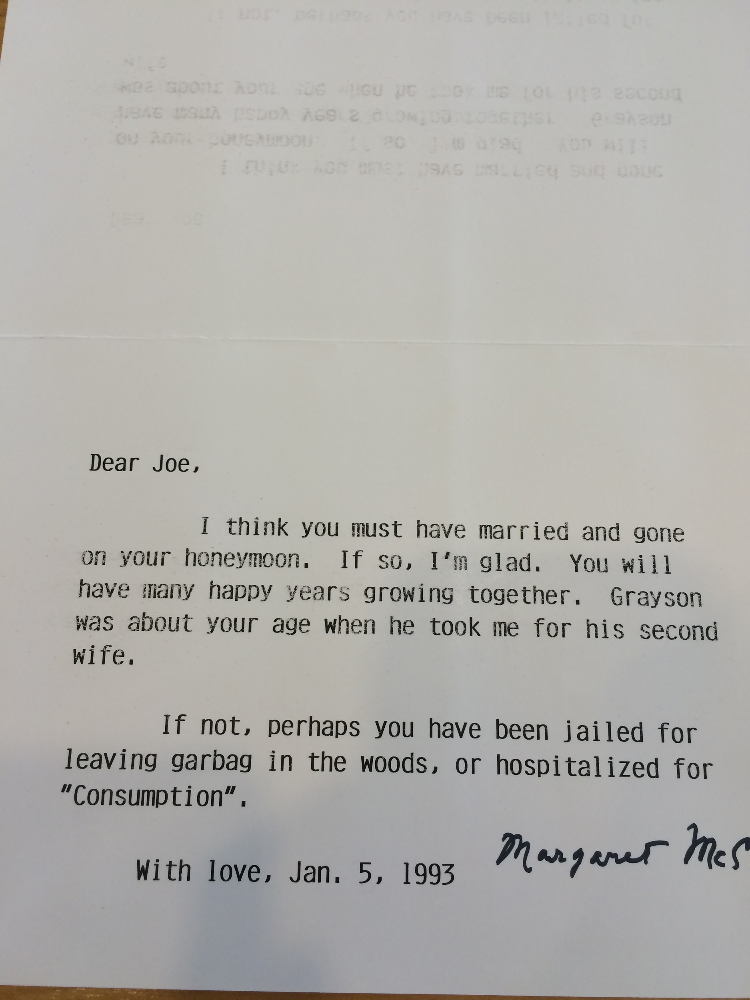 Dear Joe,
I think you must have married and gone
on your honeymoon. If so, I'm glad. You will
have many happy years growing together. Grayson
was about your age when he took me for his second
wife.
If not, perhaps you have been jailed for
leaving garbag in the woods, or hospitalized for
"Consumption".
Margaret McS
With love, Jan. 5, 1993